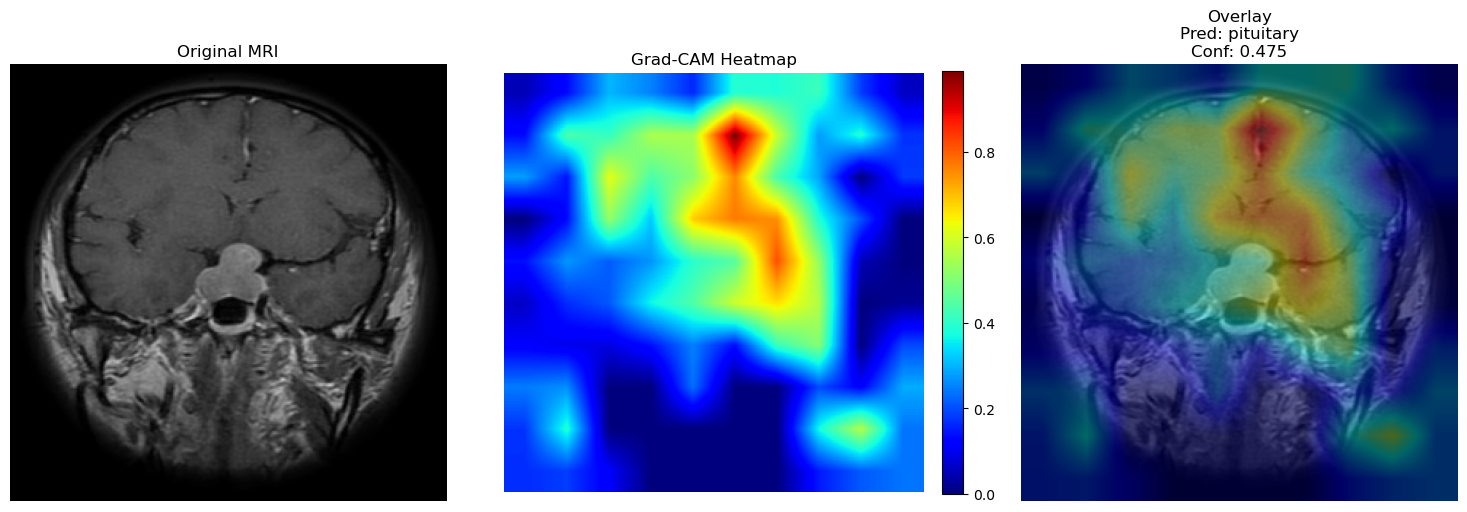 Original MRI
Grad-CAM Heatmap
0.8
0.6
0.4
0.2
0.0
Overlay
Pred: pituitary
Conf: 0.475